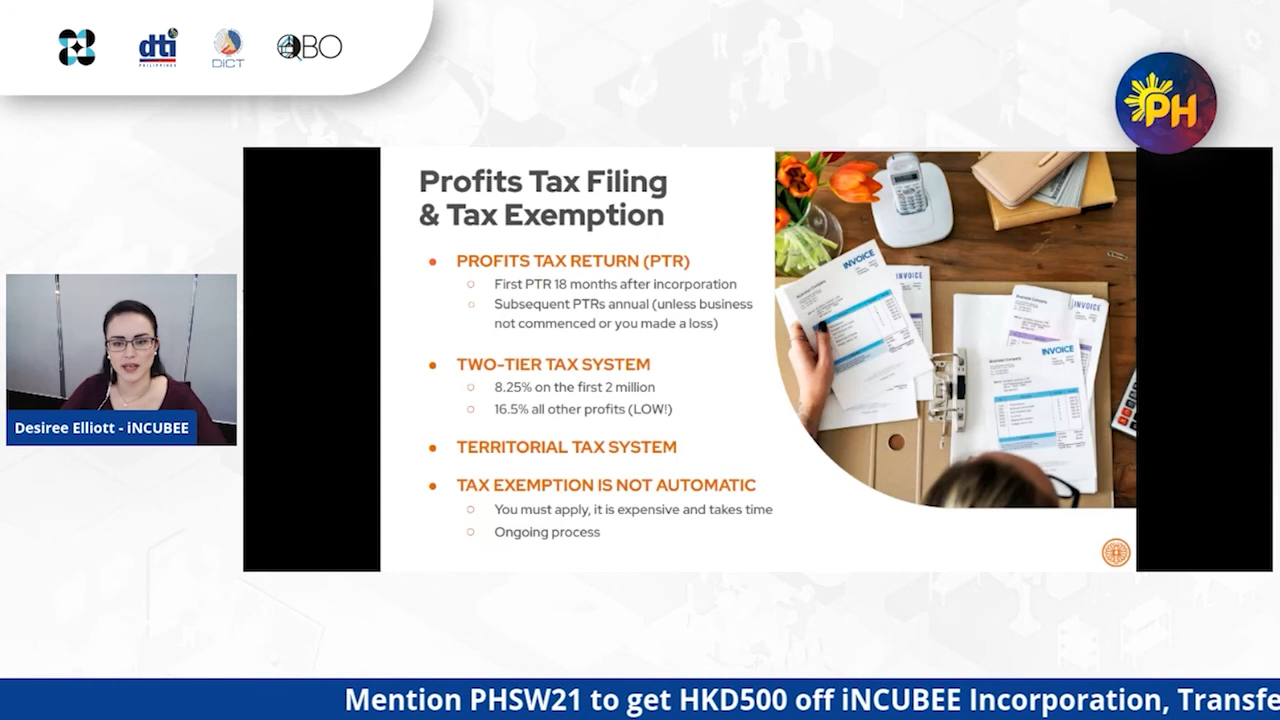 dti
PHILIPPINES
DICT
QBO
PH
Profits Tax Filing
& Tax Exemption
PROFITS TAX RETURN (PTR)
First PTR 18 months after incorporation
Subsequent PTRs annual (unless business
not commenced or you made a loss)
TWO-TIER TAX SYSTEM
8.25% on the first 2 million
16.5% all other profits (LOW!)
TERRITORIAL TAX SYSTEM
TAX EXEMPTION IS NOT AUTOMATIC
You must apply, it is expensive and takes time
Ongoing process
INVOICE
INVOICE
INVOICE
INVOICE
Desiree Elliott - iNCUBEE
Mention PHSW21 to get HKD500 off iNCUBEE Incorporation, Transfe